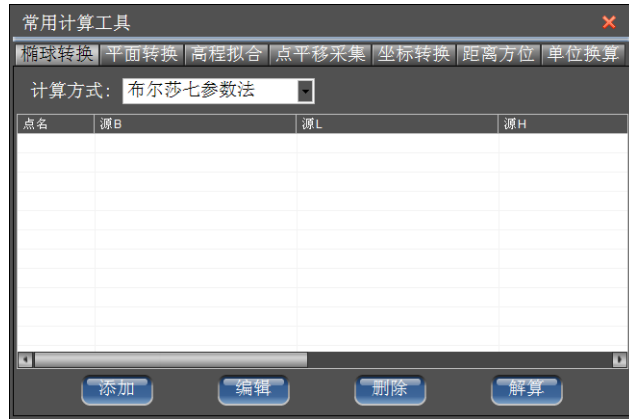 常用计算工具
椭球转换 平面转换 高程拟合 点平移采集 坐标转换 距离方位 单位换算
计算方式: 布尔莎七参数法
点名 源B 源L 源H
添加 编辑 删除 解算